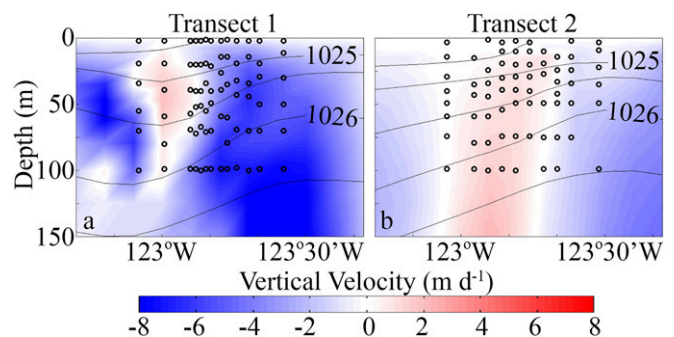 Transect 1 Transect 2
0
50
100
150
Depth (m)
1025
1026
a
1025
1026
b
123°W 123°30'W 123°W 123°30'W
Vertical Velocity (m d⁻¹)
-8 -6 -4 -2 0 2 4 6 8